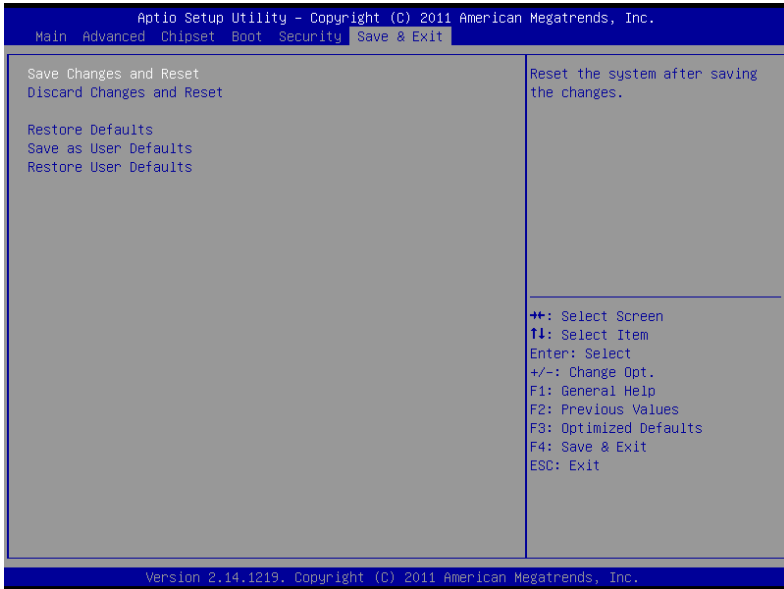 Aptio Setup Utility – Copyright (C) 2011 American Megatrends, Inc.
Main Advanced Chipset Boot Security Save & Exit
Save Changes and Reset
Discard Changes and Reset
Restore Defaults
Save as User Defaults
Restore User Defaults
Reset the system after saving
the changes.
→←: Select Screen
↑↓: Select Item
Enter: Select
+/-: Change Opt.
F1: General Help
F2: Previous Values
F3: Optimized Defaults
F4: Save & Exit
ESC: Exit
Version 2.14.1219. Copyright (C) 2011 American Megatrends, Inc.